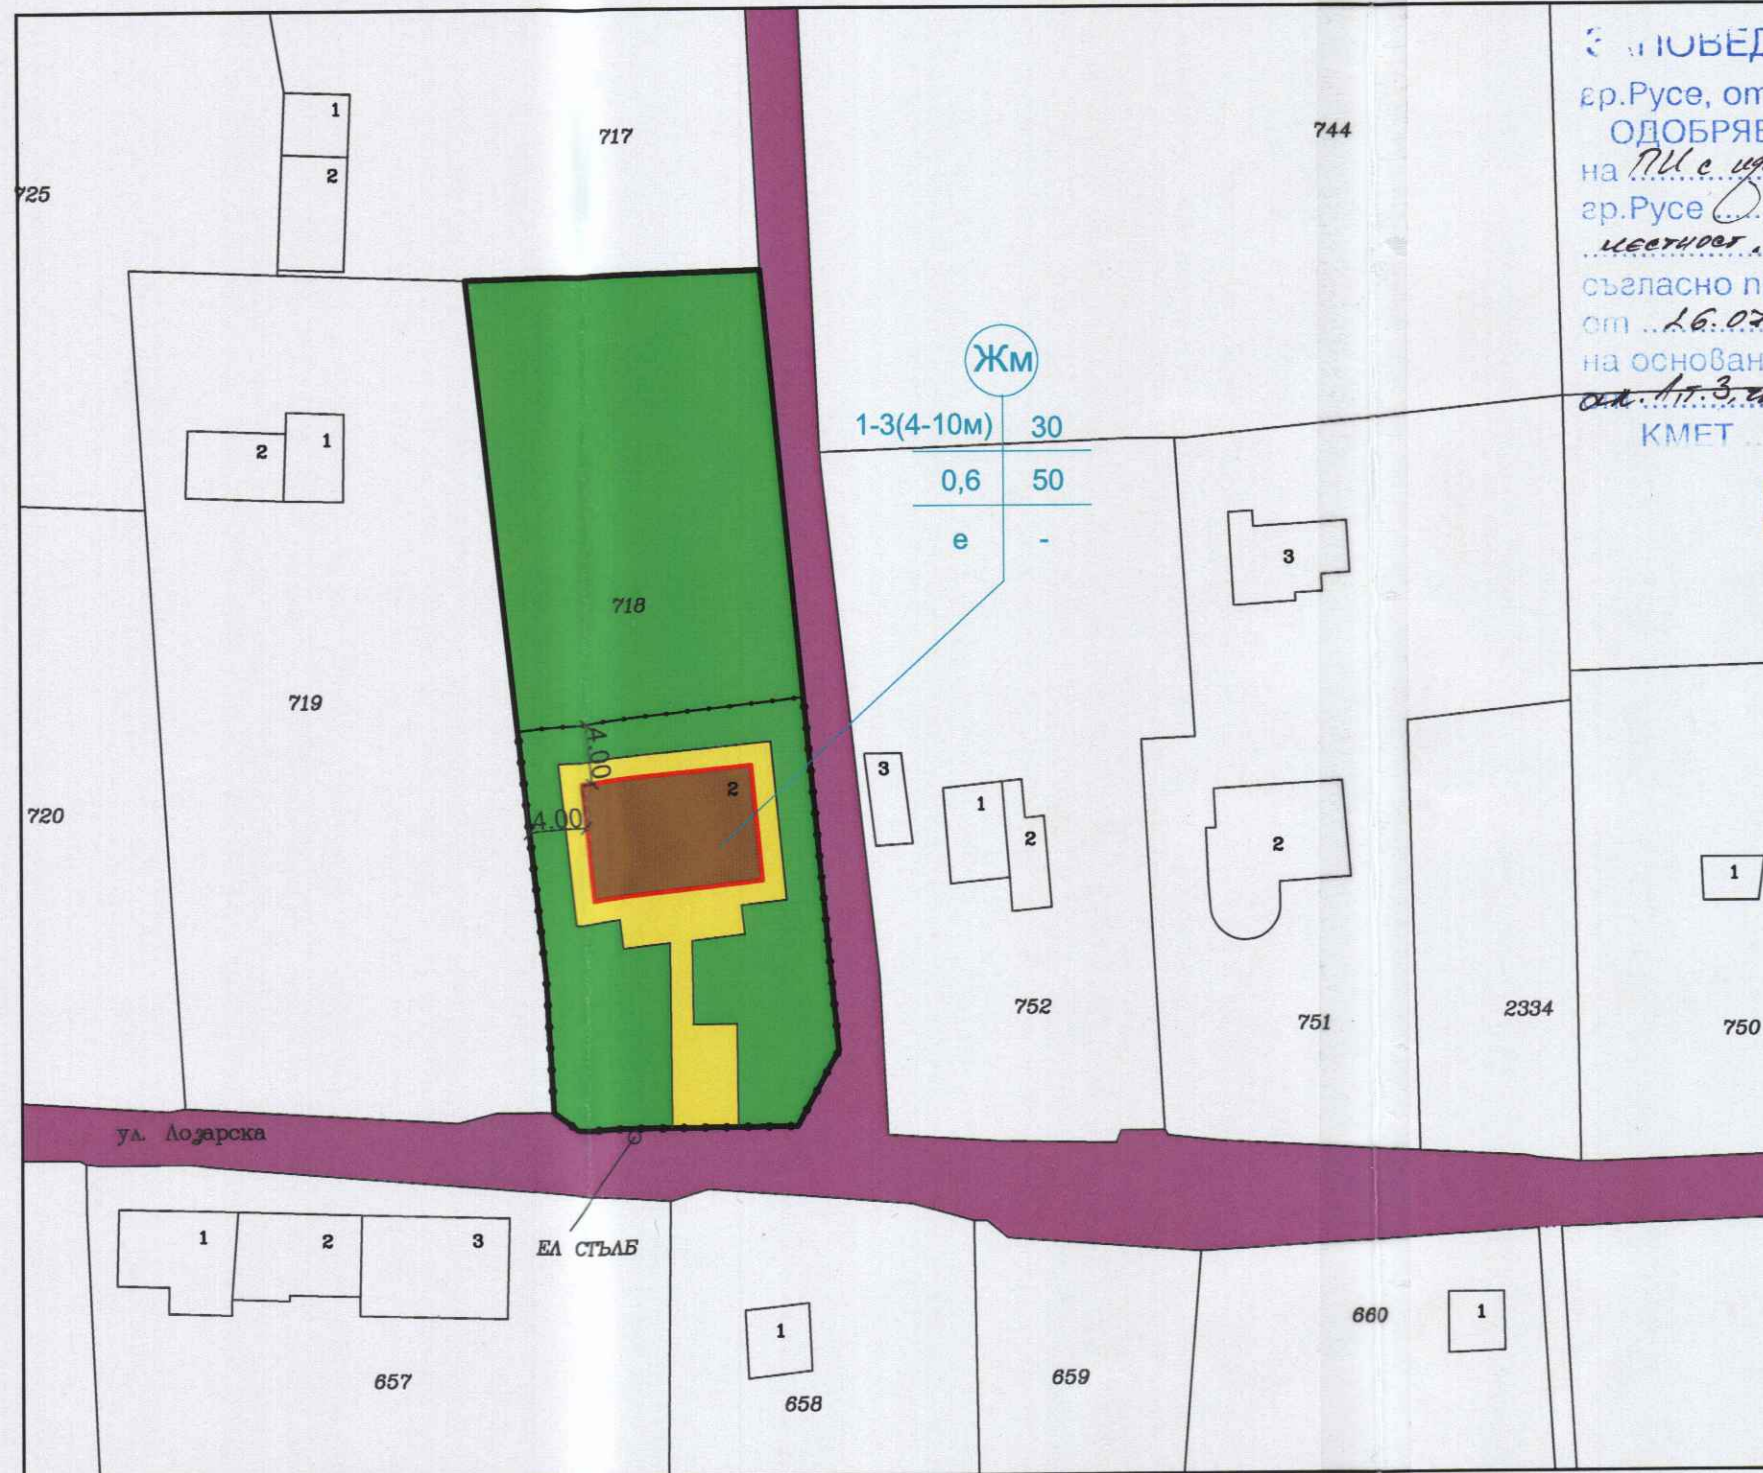 1
2
717
744
725
гр.Русе, от
на ПИ с
гр.Русе
местност
съгласно
от 26.07
на
КМЕТ
Жм
1-3(4-10м) 30
0,6 50
е -
2 1
3
718
719
4.00
2
4.00
720
3
1
2
2
1
752
751
2334
750
ул. Лозарска
ЕЛ СТЪЛБ
1 2 3
1
1
657
658
659
660